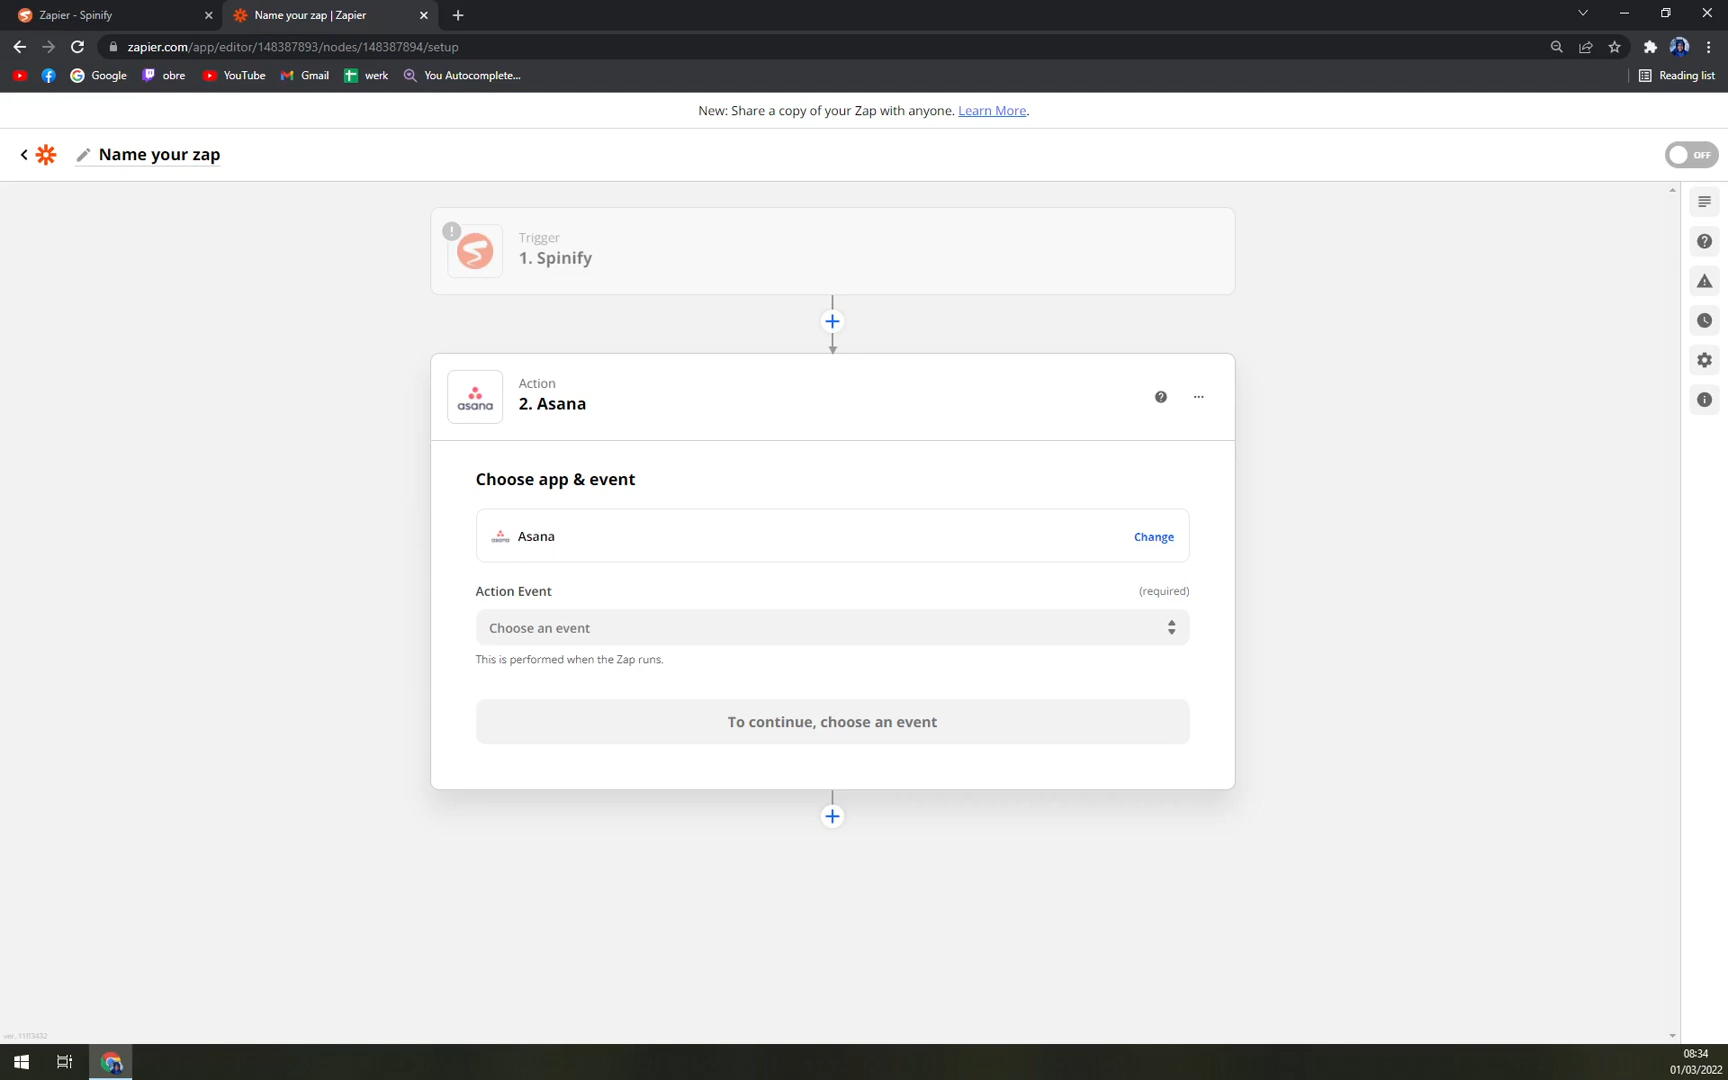 Zapier - Spinify
Name your zap | Zapier
zapier.com/app/editor/148387893/nodes/148387894/setup
Google
obre
YouTube
Gmail
werk
You Autocomplete...
Reading list
New: Share a copy of your Zap with anyone. Learn More.
Name your zap
OFF
Trigger
1. Spinify
asana
Action
2. Asana
Choose app & event
Asana
Change
Action Event
(required)
Choose an event
This is performed when the Zap runs.
To continue, choose an event
08:34
01/03/2022